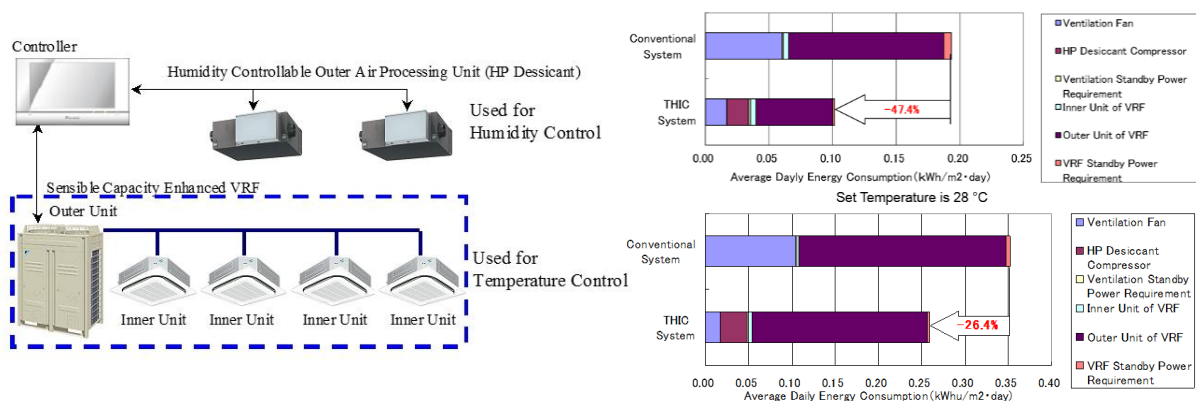 Controller
Humidity Controllable Outer Air Processing Unit (HP Dessicant)
Used for
Humidity Control
Sensible Capacity Enhanced VRF
Outer Unit
Used for
Temperature Control
Inner Unit
Inner Unit
Inner Unit
Inner Unit
Conventional
System
THIC
System
-47.4%
0.00
0.05
0.10
0.15
0.20
0.25
Average Dayly Energy Consumption(kWh/m2・day)
Ventilation Fan
HP Desiccant Compressor
Ventilation Standby Power
Requirement
Inner Unit of VRF
Outer Unit of VRF
VRF Standby Power
Requirement
Set Temperature is 28 °C
Conventional
System
THIC
System
-26.4%
0.00
0.05
0.10
0.15
0.20
0.25
0.30
0.35
0.40
Average Daily Energy Consumption(kWhu/m2・day)
Ventilation Fan
HP Desiccant
Compressor
Ventilation Standby
Power Requirement
Inner Unit of VRF
Outer Unit of VRF
VRF Standby Power
Requirement